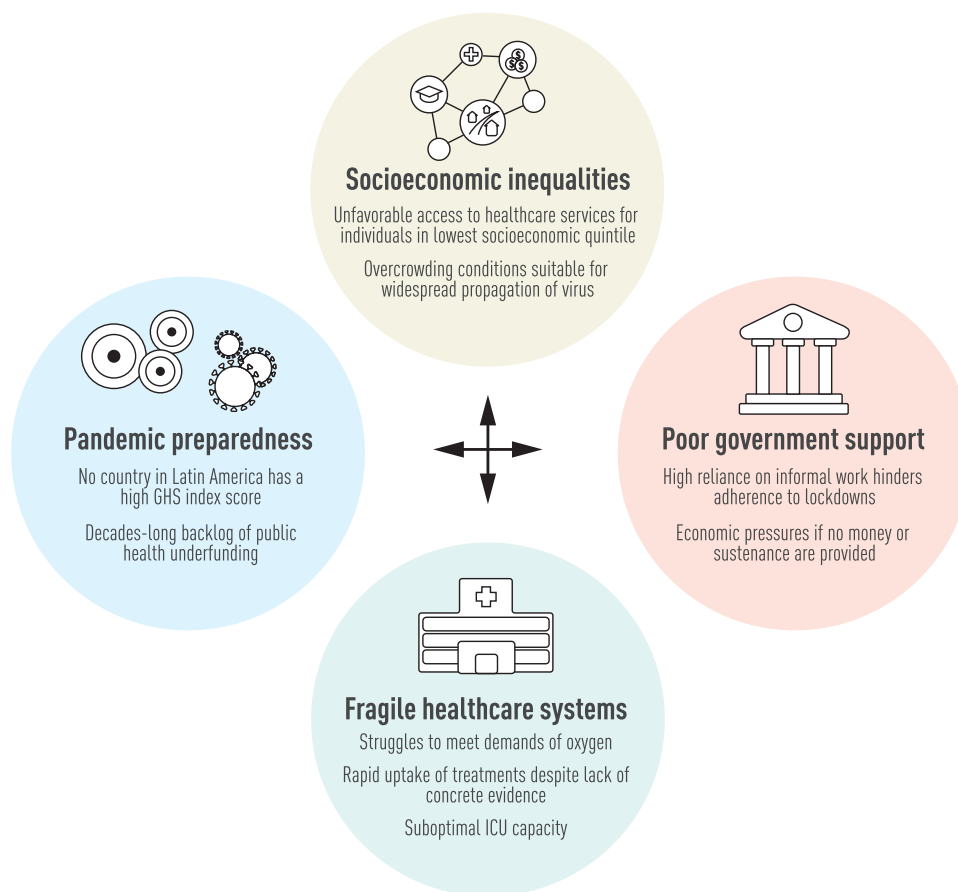 $
$ $
Socioeconomic inequalities
Unfavorable access to healthcare services for
individuals in lowest socioeconomic quintile
Overcrowding conditions suitable for
widespread propagation of virus
Pandemic preparedness
No country in Latin America has a
high GHS index score
Decades-long backlog of public
health underfunding
Poor government support
High reliance on informal work hinders
adherence to lockdowns
Economic pressures if no money or
sustenance are provided
Fragile healthcare systems
Struggles to meet demands of oxygen
Rapid uptake of treatments despite lack of
concrete evidence
Suboptimal ICU capacity